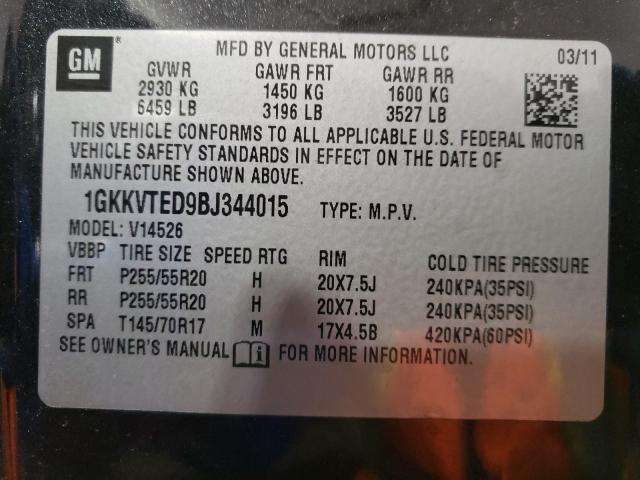 GM ®
MFD BY GENERAL MOTORS LLC 03/11
GVWR GAWR FRT GAWR RR
2930 KG 1450 KG 1600 KG
6459 LB 3196 LB 3527 LB
THIS VEHICLE CONFORMS TO ALL APPLICABLE U.S. FEDERAL MOTOR
VEHICLE SAFETY STANDARDS IN EFFECT ON THE DATE OF
MANUFACTURE SHOWN ABOVE.
1GKKVTED9BJ344015 TYPE: M.P.V.
MODEL: V14526
VBBP TIRE SIZE SPEED RTG RIM COLD TIRE PRESSURE
FRT P255/55R20 H 20X7.5J 240KPA(35PSI)
RR P255/55R20 H 20X7.5J 240KPA(35PSI)
SPA T145/70R17 M 17X4.5B 420KPA(60PSI)
SEE OWNER'S MANUAL i FOR MORE INFORMATION.